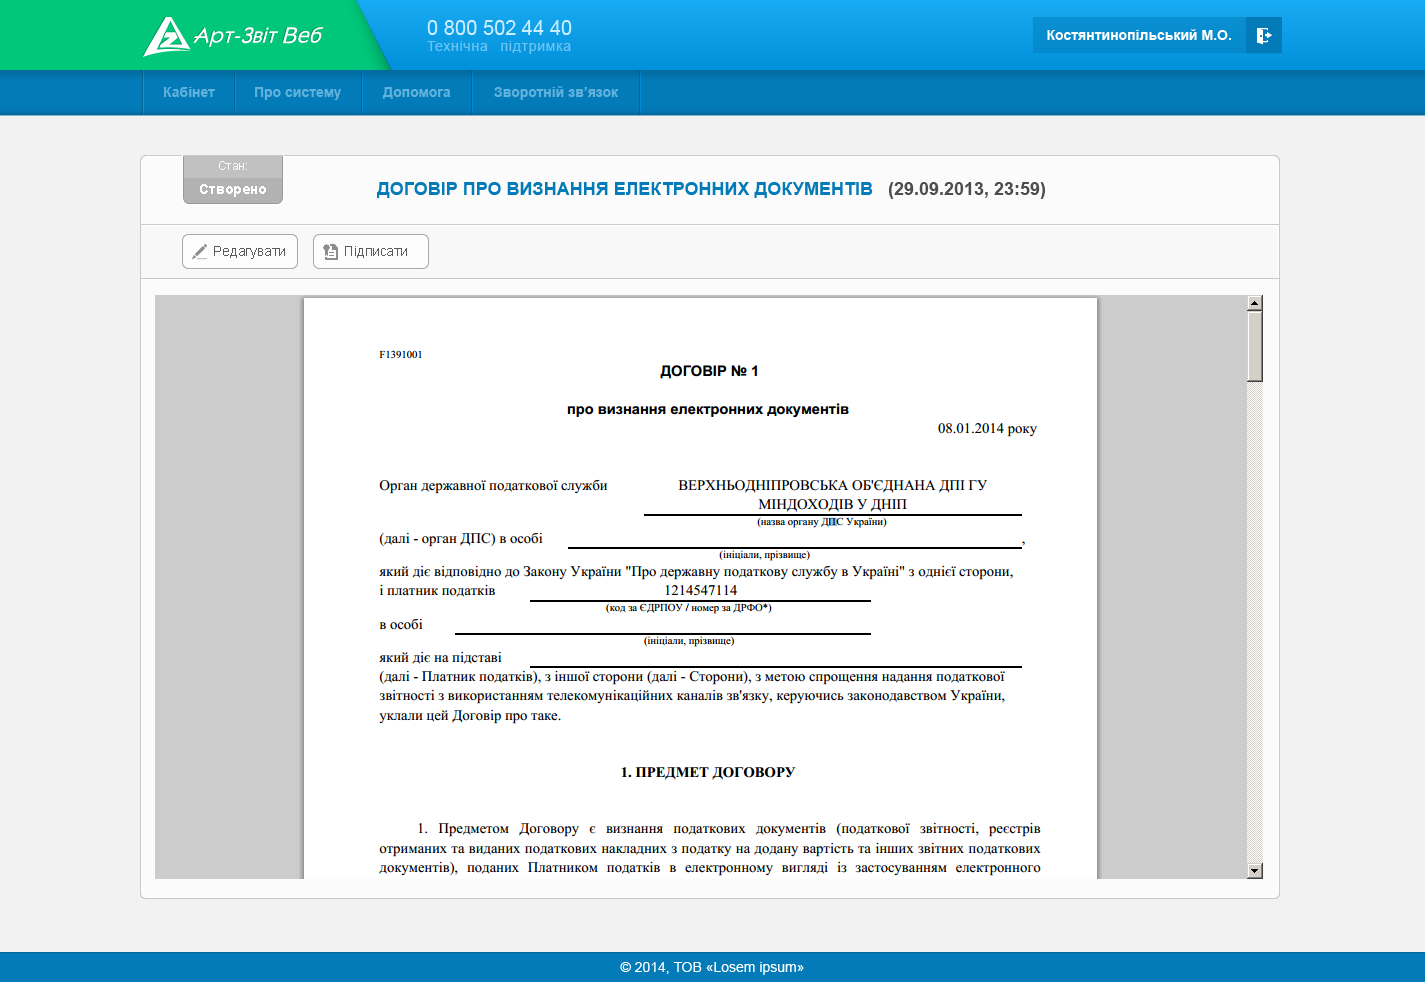 Арт-Звіт Веб
0 800 502 44 40
Технічна підтримка
Костянтинопільський М.О.
Кабінет
Про систему
Допомога
Зворотній зв'язок
Стан:
Створено
ДОГОВІР ПРО ВИЗНАННЯ ЕЛЕКТРОННИХ ДОКУМЕНТІВ (29.09.2013, 23:59)
Редагувати
Підписати
F1391001
ДОГОВІР № 1
про визнання електронних документів
08.01.2014 року
Орган державної податкової служби ВЕРХНЬОДНІПРОВСЬКА ОБ'ЄДНАНА ДПІ ГУ
МІНДОХОДІВ У ДНІП
(назва органу ДПС України)
(далі - орган ДПС) в особі ,
(ініціали, прізвище)
який діє відповідно до Закону України "Про державну податкову службу в Україні" з однієї сторони,
і платник податків 1214547114
(код за ЄДРПОУ / номер за ДРФО*)
в особі
(ініціали, прізвище)
який діє на підставі
(далі - Платник податків), з іншої сторони (далі - Сторони), з метою спрощення надання податкової
звітності з використанням телекомунікаційних каналів зв'язку, керуючись законодавством України,
уклали цей Договір про таке.
1. ПРЕДМЕТ ДОГОВОРУ
1. Предметом Договору є визнання податкових документів (податкової звітності, реєстрів
отриманих та виданих податкових накладних з податку на додану вартість та інших звітних податкових
документів), поданих Платником податків в електронному вигляді із застосуванням електронного
© 2014, ТОВ «Losem ipsum»